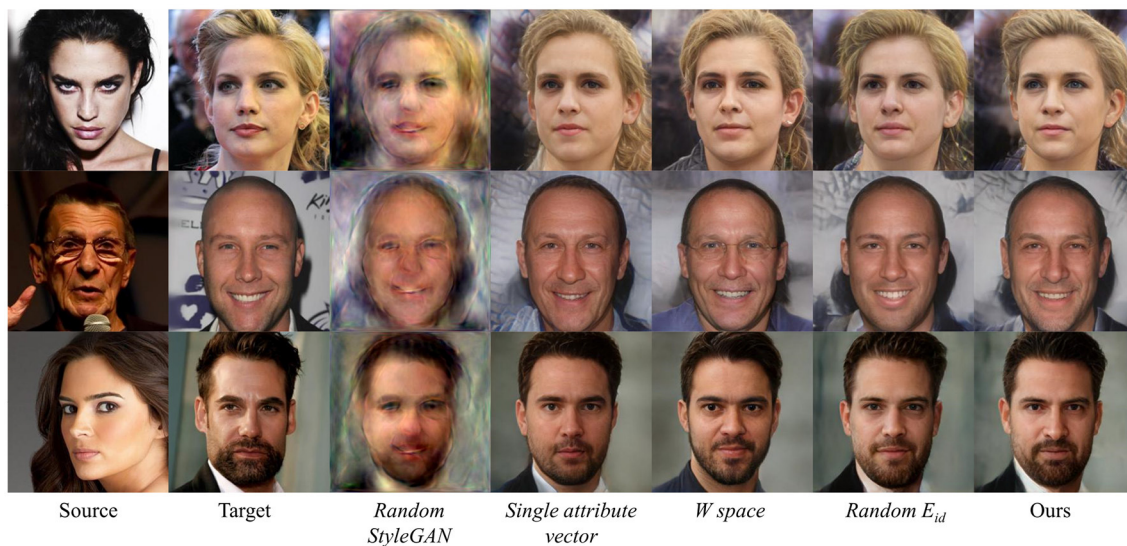 Source
Target
Random StyleGAN
Single attribute vector
W space
Random E_id
Ours